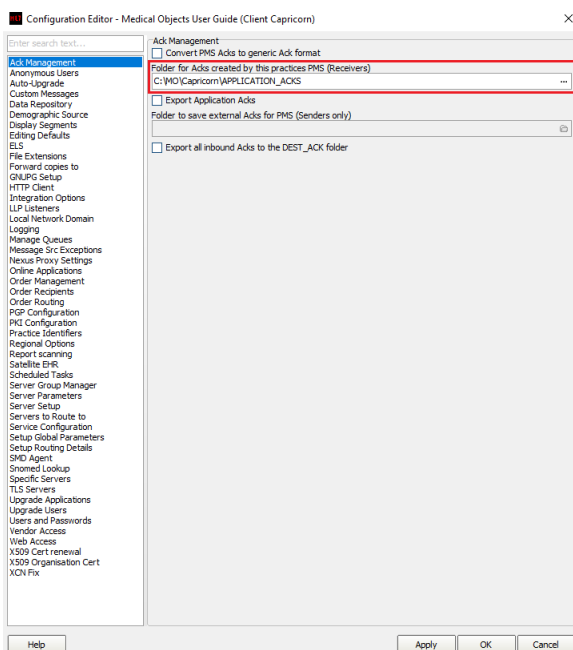 Configuration Editor - Medical Objects User Guide (Client Capricorn)
Enter search text...
Ack Management
Anonymous Users
Auto-Upgrade
Custom Messages
Data Repository
Demographic Source
Display Segments
Editing Defaults
ELS
File Extensions
Forward copies to
GNUPG Setup
HTTP Client
Integration Options
LLP Listeners
Local Network Domain
Logging
Manage Queues
Message Src Exceptions
Nexus Proxy Settings
Online Applications
Order Management
Order Recipients
Order Routing
PGP Configuration
PKI Configuration
Practice Identifiers
Regional Options
Report scanning
Satellite EHR
Scheduled Tasks
Server Group Manager
Server Parameters
Server Setup
Servers to Route to
Service Configuration
Setup Global Parameters
Setup Routing Details
SMD Agent
Snomed Lookup
Specific Servers
TLS Servers
Upgrade Applications
Upgrade Users
Users and Passwords
Vendor Access
Web Access
X509 Cert renewal
X509 Organisation Cert
XCN Fix
Ack Management
Convert PMS Acks to generic Ack format
Folder for Acks created by this practices PMS (Receivers)
C:\MO\Capricorn\APPLICATION_ACKS ...
Export Application Acks
Folder to save external Acks for PMS (Senders only)
Export all inbound Acks to the DEST_ACK folder
Help Apply OK Cancel